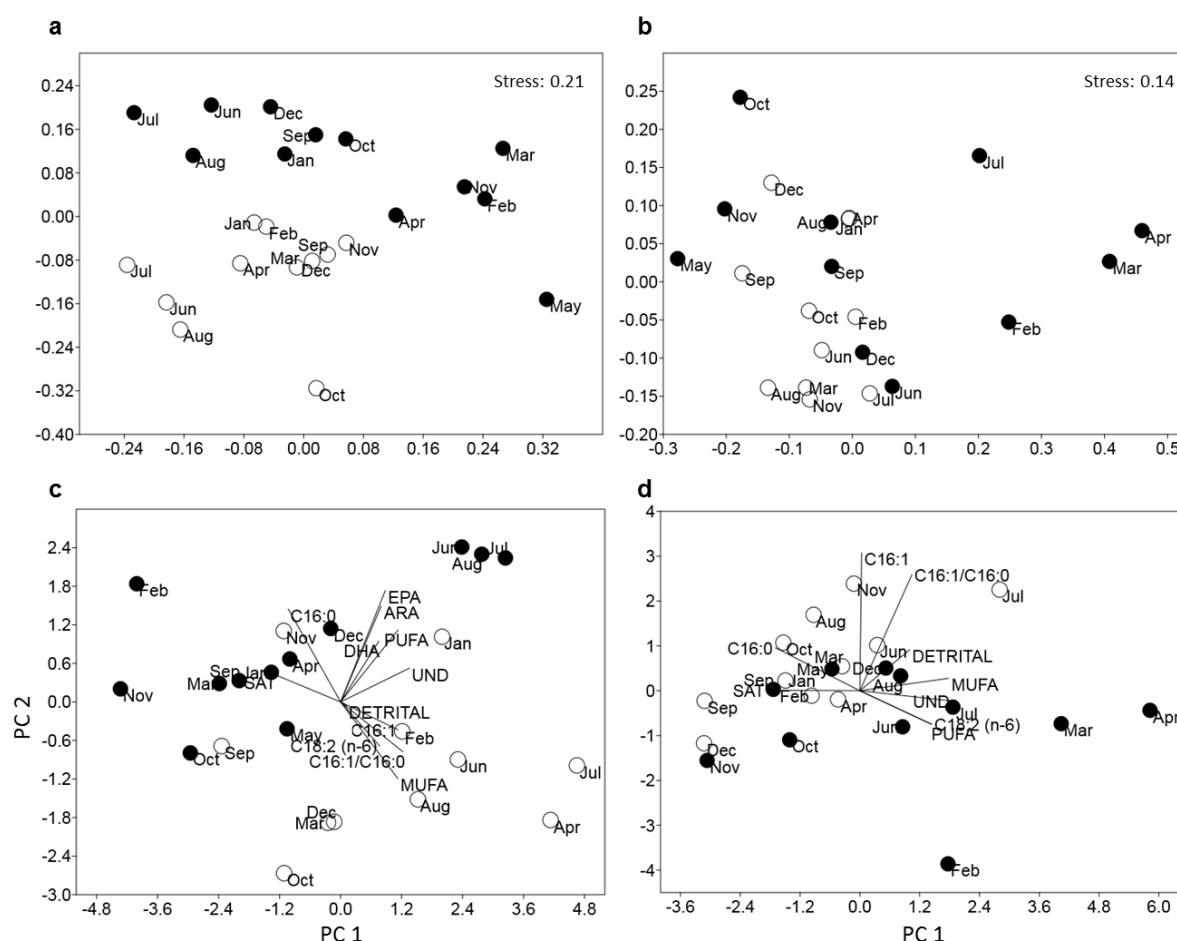 a
b
Stress: 0.21
Stress: 0.14
0.24
0.16
0.08
0.00
-0.08
-0.16
-0.24
-0.32
-0.40
Jul
Jun
Dec
Sep
Oct
Aug
Jan
Mar
Nov
Feb
Apr
Jan
Feb
Sep
Nov
Mar
Dec
Apr
Jul
Jun
Aug
May
Oct
-0.24 -0.16 -0.08 0.00 0.08 0.16 0.24 0.32
0.25
0.20
0.15
0.10
0.05
0.00
-0.05
-0.10
-0.15
-0.20
Oct
Jul
Dec
Nov
Aug
Jan
Apr
Apr
May
Sep
Sep
Mar
Oct
Feb
Feb
Jun
Dec
Aug
Mar
Nov
Jul
Jun
-0.3 -0.2 -0.1 0.0 0.1 0.2 0.3 0.4 0.5
c
d
PC 2
2.4
1.8
1.2
0.6
0.0
-0.6
-1.2
-1.8
-2.4
-3.0
Jun
Jul
Aug
Feb
EPA
C16:0
ARA
Nov
Dec
PUFA
Jan
DHA
Apr
Sep
Jan
UND
Mar
SAT
Nov
DETRITAL
May
C16:1
Feb
Oct
Sep
C18:2 (n-6)
C16:1/C16:0
Jun
Jul
MUFA
Aug
Dec
Mar
Apr
Oct
-4.8 -3.6 -2.4 -1.2 0.0 1.2 2.4 3.6 4.8
PC 1
4
3
2
1
0
-1
-2
-3
-4
C16:1
C16:1/C16:0
Nov
Jul
Aug
C16:0
Oct
Jun
Mar
DETRITAL
May
Dec
Sep
Jan
Aug
MUFA
SAT
Feb
Apr
UND
Sep
Jul
C18:2 (n-6)
Jun
PUFA
Mar
Apr
Oct
Dec
Nov
Feb
-3.6 -2.4 -1.2 0.0 1.2 2.4 3.6 4.8 6.0
PC 1